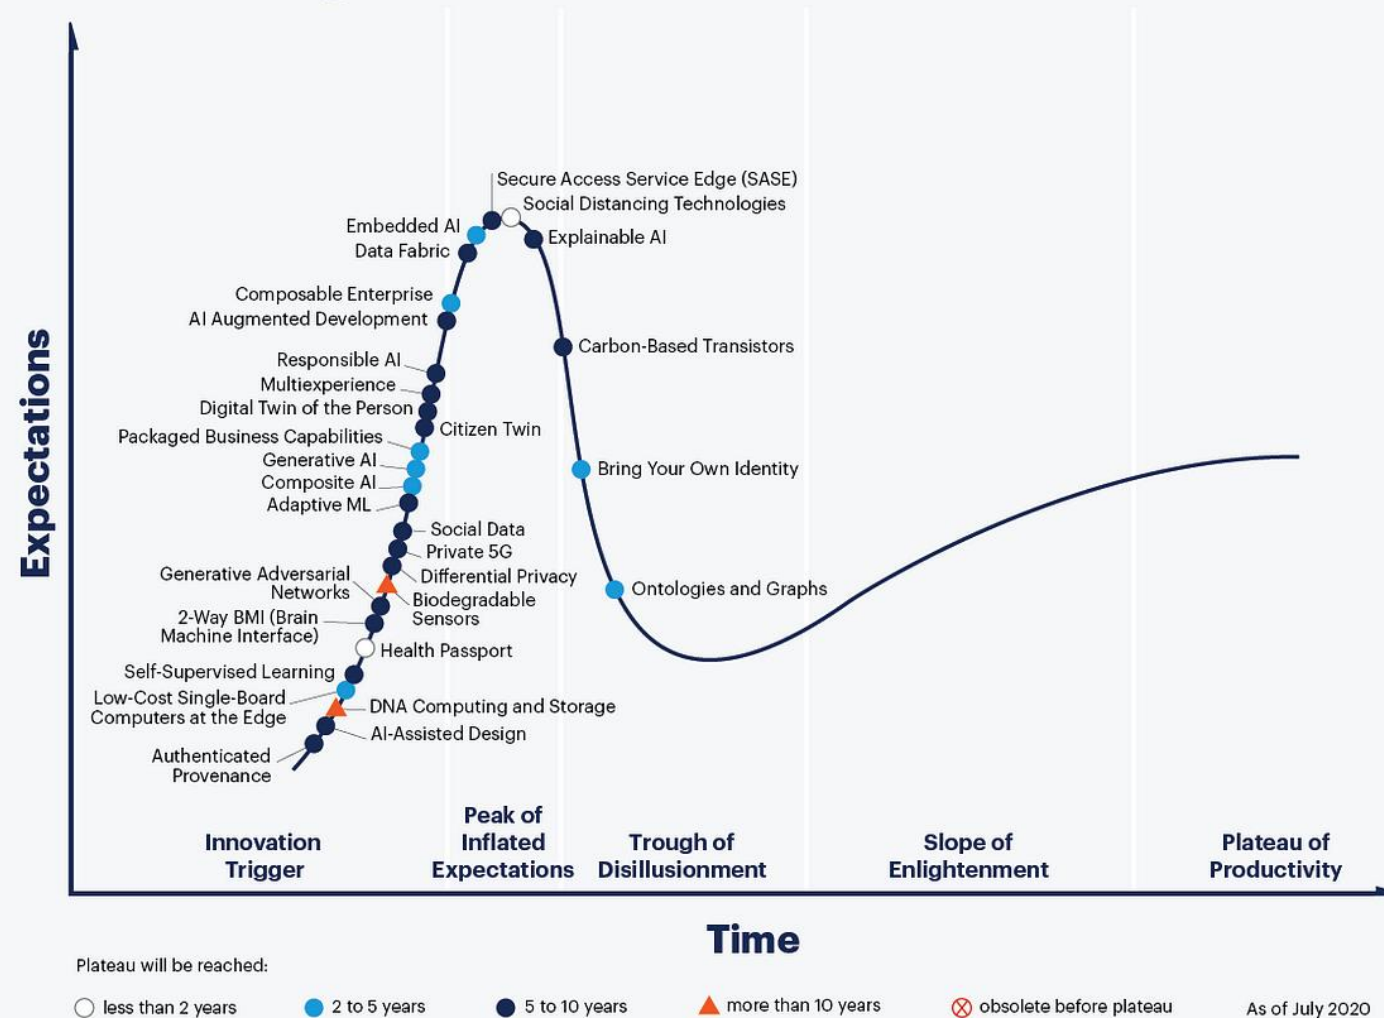 Secure Access Service Edge (SASE)
Social Distancing Technologies
Embedded AI
Explainable AI
Data Fabric
Composable Enterprise
AI Augmented Development
Carbon-Based Transistors
Responsible AI
Multiexperience
Digital Twin of the Person
Citizen Twin
Packaged Business Capabilities
Generative AI
Bring Your Own Identity
Composite AI
Adaptive ML
Social Data
Private 5G
Generative Adversarial
Networks
Differential Privacy
Biodegradable
Sensors
Ontologies and Graphs
2-Way BMI (Brain
Machine Interface)
Health Passport
Self-Supervised Learning
Low-Cost Single-Board
Computers at the Edge
DNA Computing and Storage
AI-Assisted Design
Authenticated
Provenance
Expectations
Innovation
Trigger
Peak of
Inflated
Expectations
Trough of
Disillusionment
Slope of
Enlightenment
Plateau of
Productivity
Time
Plateau will be reached:
less than 2 years
2 to 5 years
5 to 10 years
more than 10 years
obsolete before plateau
As of July 2020